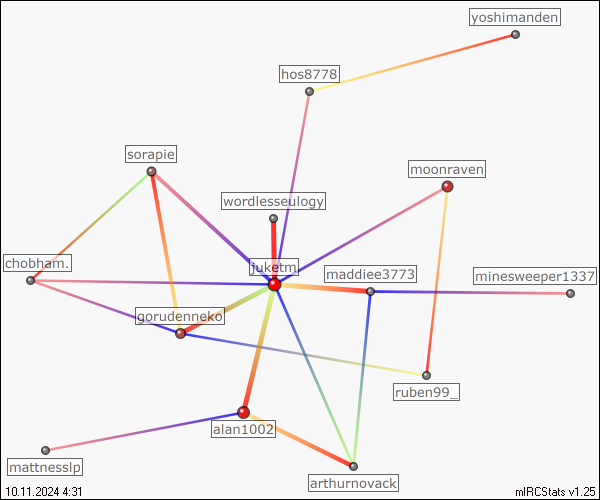 yoshimanden
hos8778
sorapie
moonraven
wordlesseulogy
chobham.
juketm
maddiee3773
minesweeper1337
gorudenneko
ruben99_
alan1002
mattnesslp
arthurnovack
10.11.2024 4:31
mIRCStats v1.25